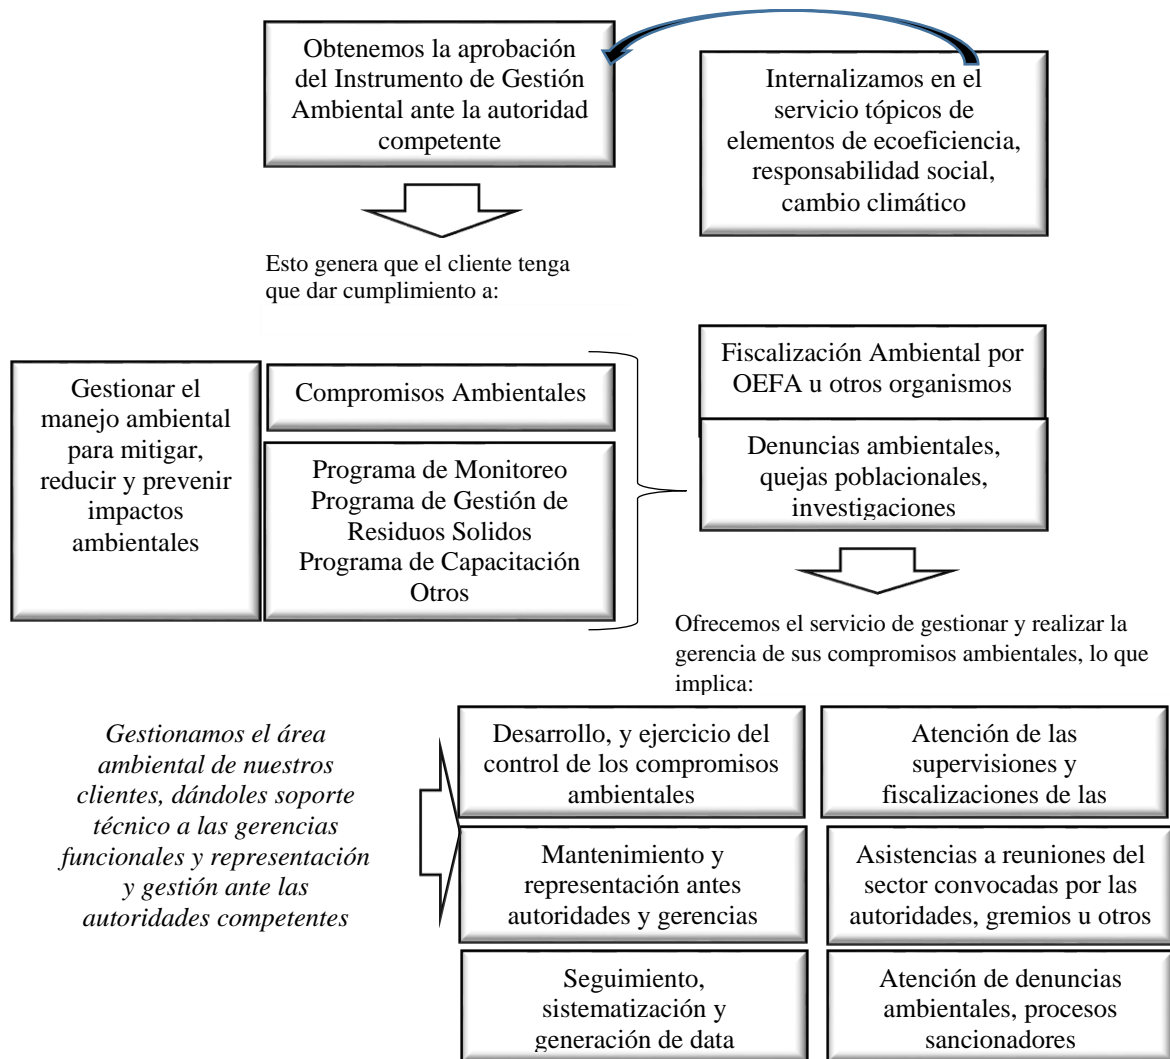 Obtenemos la aprobación
del Instrumento de Gestión
Ambiental ante la autoridad
competente
Internalizamos en el
servicio tópicos de
elementos de ecoeficiencia,
responsabilidad social,
cambio climático
Esto genera que el cliente tenga
que dar cumplimiento a:
Gestionar el
manejo ambiental
para mitigar,
reducir y prevenir
impactos
ambientales
Compromisos Ambientales
Programa de Monitoreo
Programa de Gestión de
Residuos Solidos
Programa de Capacitación
Otros
Fiscalización Ambiental por
OEFA u otros organismos
Denuncias ambientales,
quejas poblacionales,
investigaciones
Ofrecemos el servicio de gestionar y realizar la
gerencia de sus compromisos ambientales, lo que
implica:
Gestionamos el área
ambiental de nuestros
clientes, dándoles soporte
técnico a las gerencias
funcionales y representación
y gestión ante las
autoridades competentes
Desarrollo, y ejercicio del
control de los compromisos
ambientales
Atención de las
supervisiones y
fiscalizaciones de las
Mantenimiento y
representación antes
autoridades y gerencias
Asistencias a reuniones del
sector convocadas por las
autoridades, gremios u otros
Seguimiento,
sistematización y
generación de data
Atención de denuncias
ambientales, procesos
sancionadores